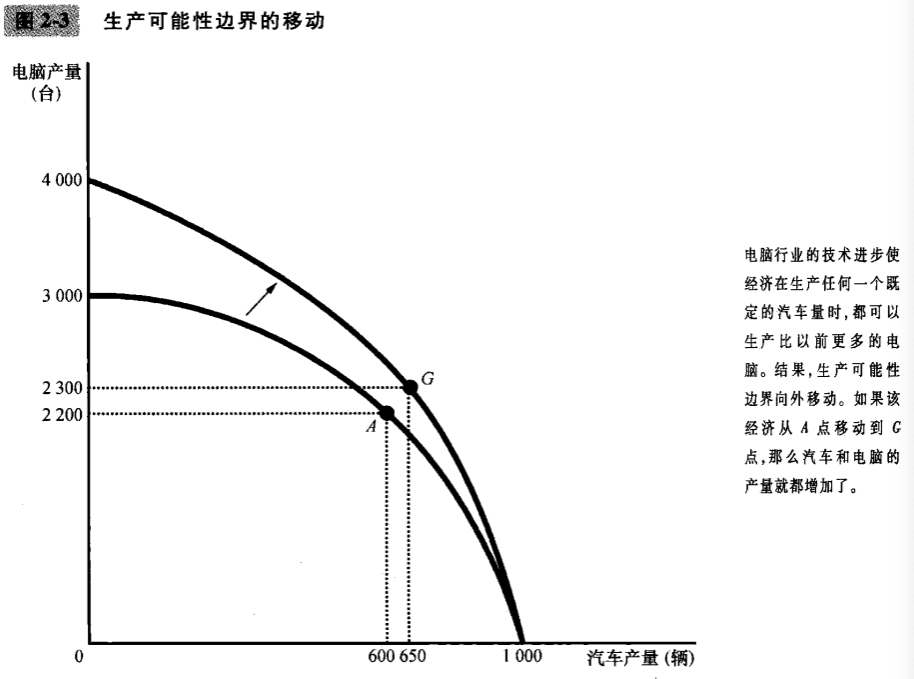 图2-3 生产可能性边界的移动
电脑产量
(台)
4 000
3 000
2 300
2 200
G
A
0
600 650
1 000
汽车产量 (辆)
电脑行业的技术进步使
经济在生产任何一个既
定的汽车量时,都可以
生产比以前更多的电
脑。结果,生产可能性
边界向外移动。如果该
经济从 A 点移动到 G
点,那么汽车和电脑的
产量就都增加了。